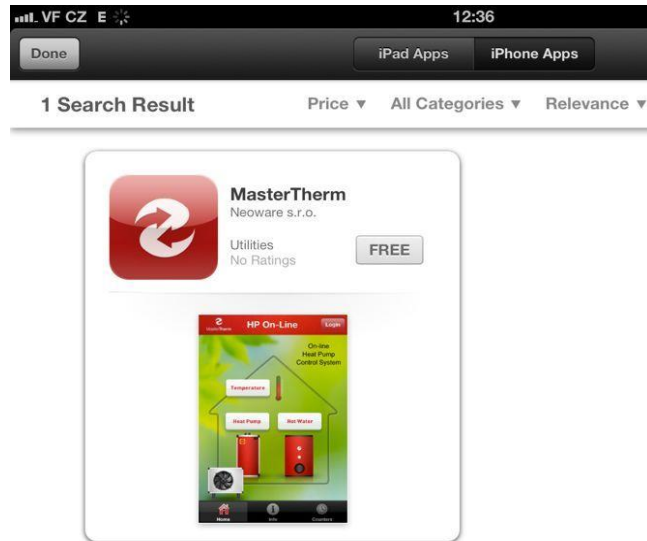 VF CZ E 12:36
Done iPad Apps iPhone Apps
1 Search Result Price ▼ All Categories ▼ Relevance ▼
MasterTherm
Neoware s.r.o.
Utilities
No Ratings
FREE
HP On-Line
Login
On-line
Heat Pump
Control System
Temperature
Heat Pump Hot Water
Home Info Counters